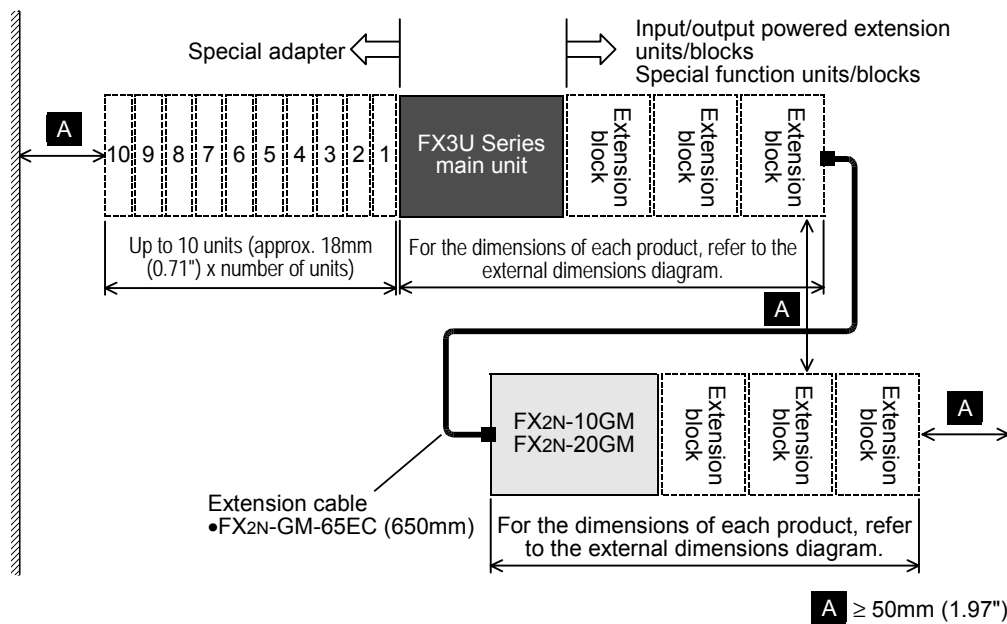 Special adapter
Input/output powered extension
units/blocks
Special function units/blocks
A
10 9 8 7 6 5 4 3 2 1
FX3U Series
main unit
Extension
block
Extension
block
Extension
block
Up to 10 units (approx. 18mm
(0.71") x number of units)
For the dimensions of each product, refer to the
external dimensions diagram.
A
FX2N-10GM
FX2N-20GM
Extension
block
Extension
block
Extension
block
A
Extension cable
•FX2N-GM-65EC (650mm)
For the dimensions of each product, refer
to the external dimensions diagram.
A ≥ 50mm (1.97")